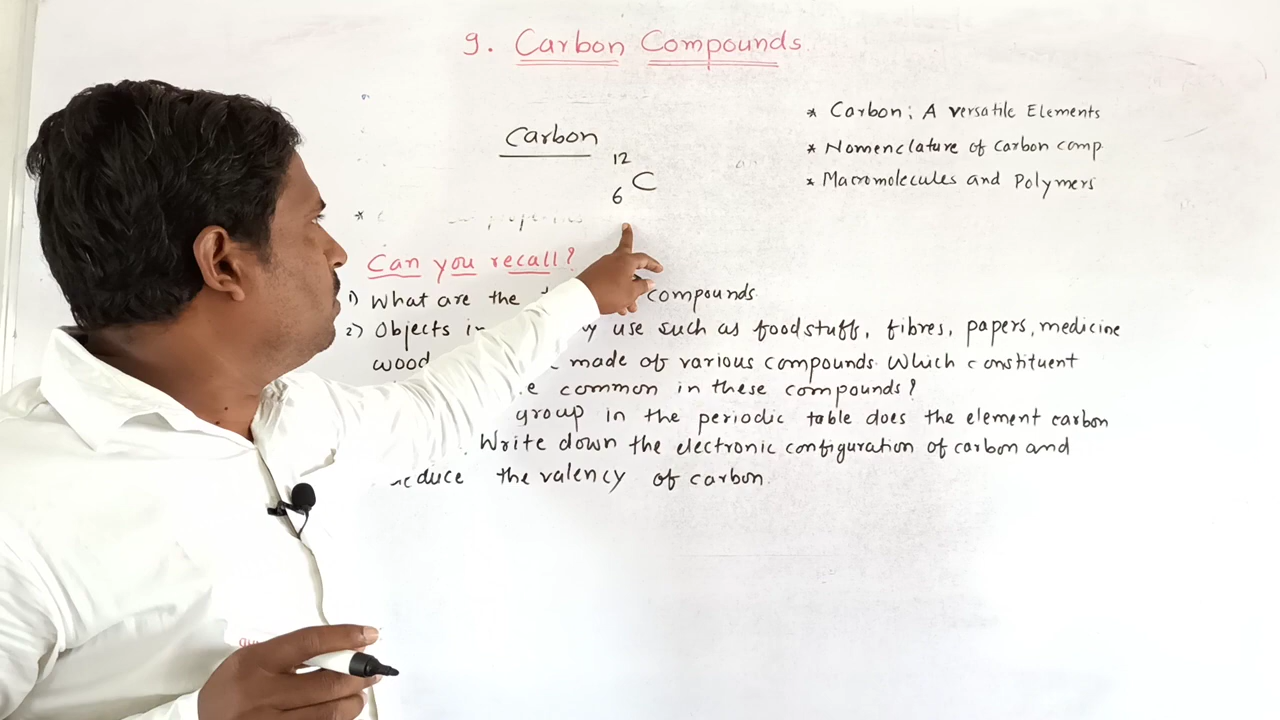 9. Carbon Compounds
Carbon
12
6 C
* Carbon: A versatile Elements
* Nomenclature of Carbon comp.
* Macromolecules and Polymers
*
Can you recall?
1) What are the compounds.
2) Objects in use such as foodstuff, fibres, papers, medicine
wood made of various compounds. Which constituent
common in these compounds?
group in the periodic table does the element carbon
. Write down the electronic configuration of carbon and
duce the valency of carbon.